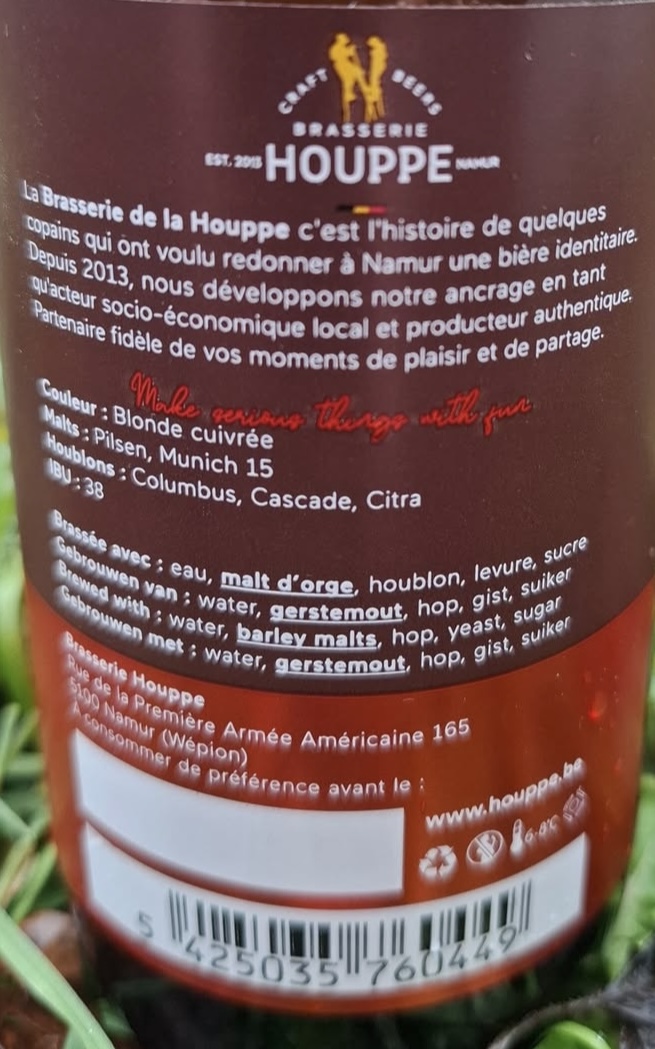 CRAFT BEERS
BRASSERIE
EST. 2013 HOUPPE NAMUR
La Brasserie de la Houppe c'est l'histoire de quelques
copains qui ont voulu redonner à Namur une bière identitaire.
Depuis 2013, nous développons notre ancrage en tant
qu'acteur socio-économique local et producteur authentique.
Partenaire fidèle de vos moments de plaisir et de partage.
Make serious things with fun
Couleur : Blonde cuivrée
Malts : Pilsen, Munich 15
Houblons : Columbus, Cascade, Citra
IBU : 38
Brassée avec : eau, malt d'orge, houblon, levure, sucre
Gebrouwen van : water, gerstemout, hop, gist, suiker
Brewed with : water, barley malts, hop, yeast, sugar
Gebrouwen met : water, gerstemout, hop, gist, suiker
Brasserie Houppe
Rue de la Première Armée Américaine 165
5100 Namur (Wépion)
A consommer de préférence avant le :
www.houppe.be
6-8°C
5 425035 760449